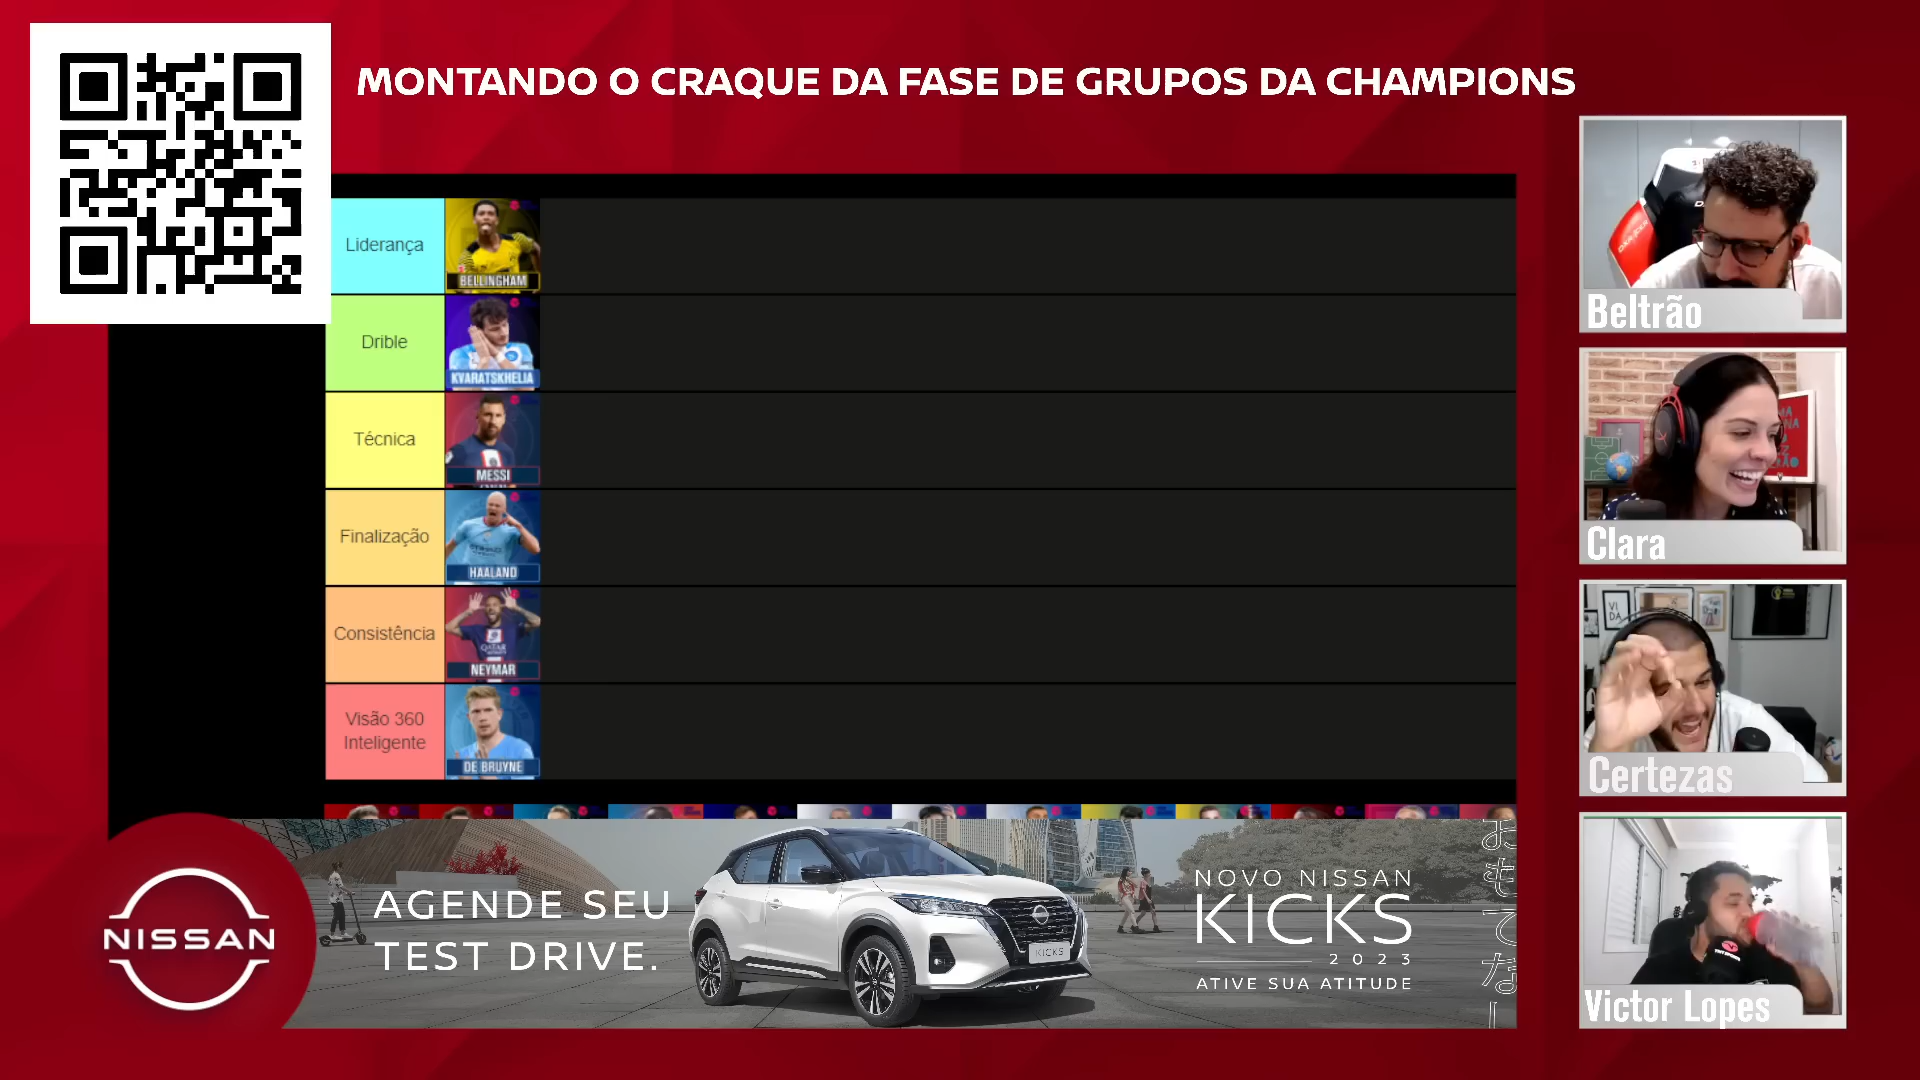 MONTANDO O CRAQUE DA FASE DE GRUPOS DA CHAMPIONS
Liderança
BELLINGHAM
Drible
KVARATSKHELIA
Técnica
MESSI
Finalização
HAALAND
Consistência
NEYMAR
Visão 360
Inteligente
DE BRUYNE
Beltrão
Clara
Certezas
Victor Lopes
NISSAN
AGENDE SEU
TEST DRIVE.
KICKS
NOVO NISSAN
KICKS
2023
ATIVE SUA ATITUDE